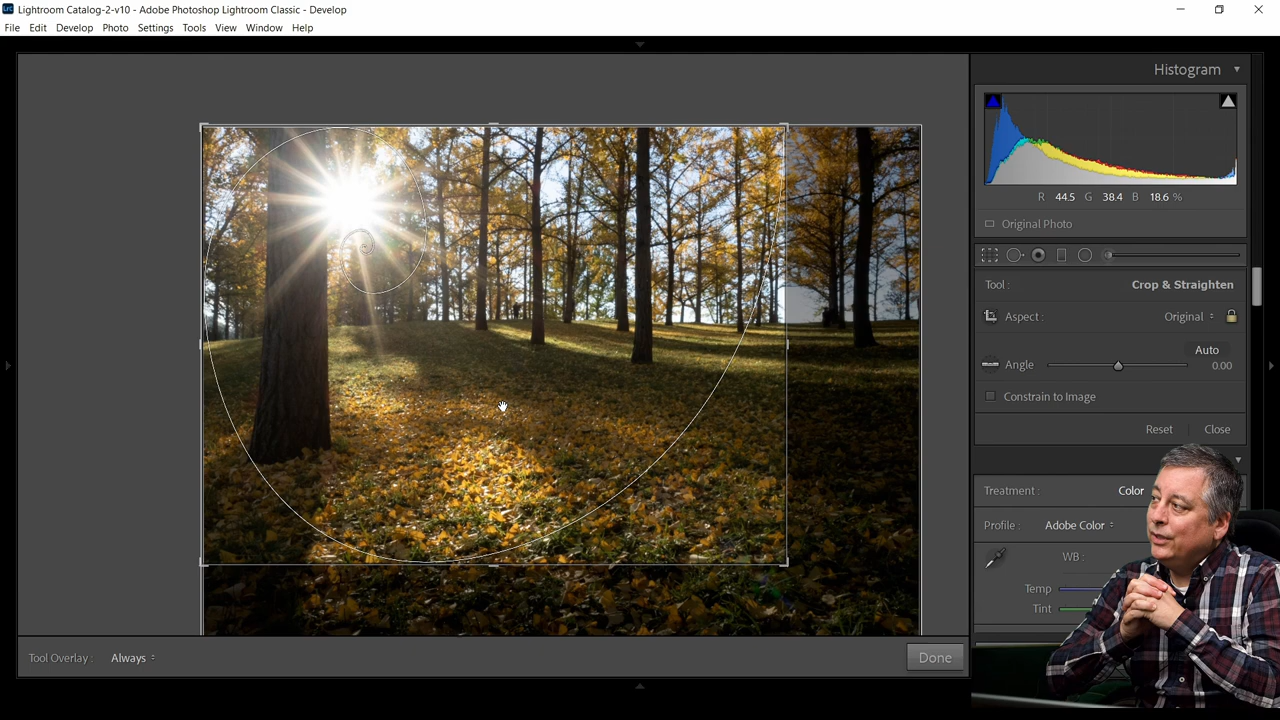 Lightroom Catalog-2-v10 - Adobe Photoshop Lightroom Classic - Develop
File Edit Develop Photo Settings Tools View Window Help
Histogram
R 44.5 G 38.4 B 18.6 %
Original Photo
Tool : Crop & Straighten
Aspect : Original
Auto
Angle 0.00
Constrain to Image
Reset Close
Treatment : Color
Profile : Adobe Color
WB :
Temp
Tint
Tool Overlay : Always
Done